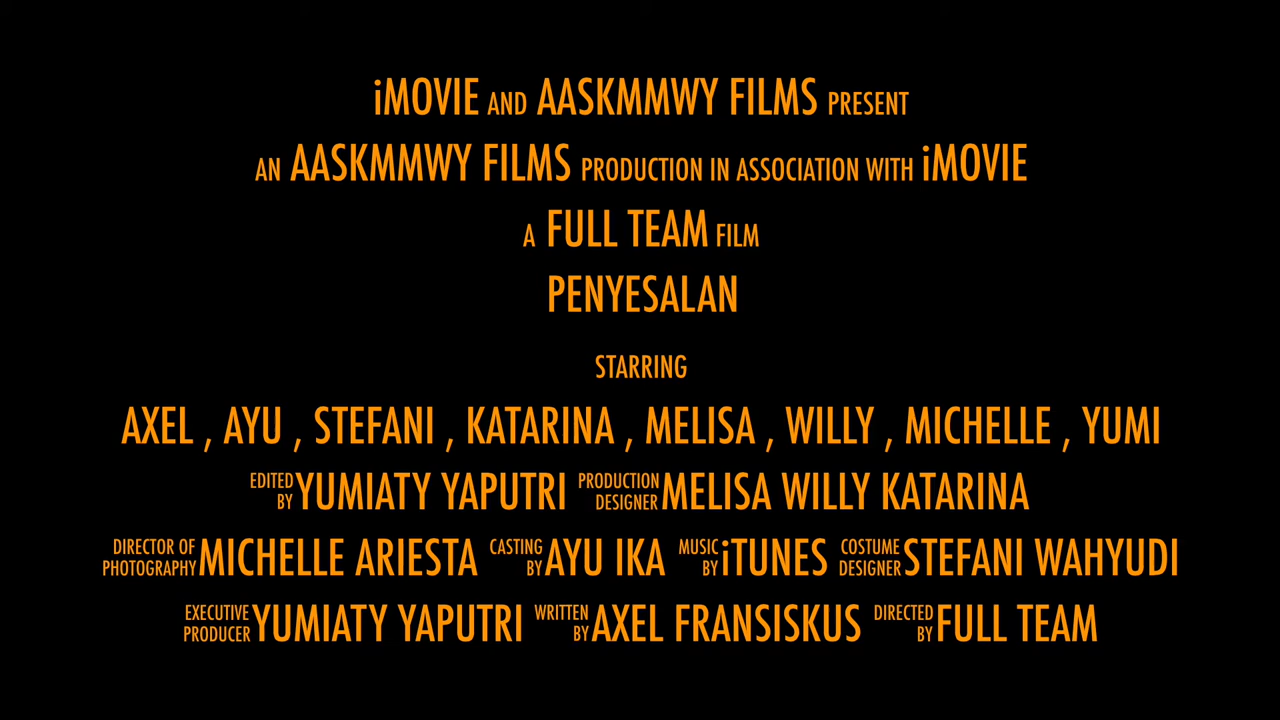 iMOVIE AND AASKMMWY FILMS PRESENT
AN AASKMMWY FILMS PRODUCTION IN ASSOCIATION WITH iMOVIE
A FULL TEAM FILM
PENYESALAN
STARRING
AXEL , AYU , STEFANI , KATARINA , MELISA , WILLY , MICHELLE , YUMI
EDITED BY YUMIATY YAPUTRI PRODUCTION DESIGNER MELISA WILLY KATARINA
DIRECTOR OF PHOTOGRAPHY MICHELLE ARIESTA CASTING BY AYU IKA MUSIC BY iTUNES COSTUME DESIGNER STEFANI WAHYUDI
EXECUTIVE PRODUCER YUMIATY YAPUTRI WRITTEN BY AXEL FRANSISKUS DIRECTED BY FULL TEAM